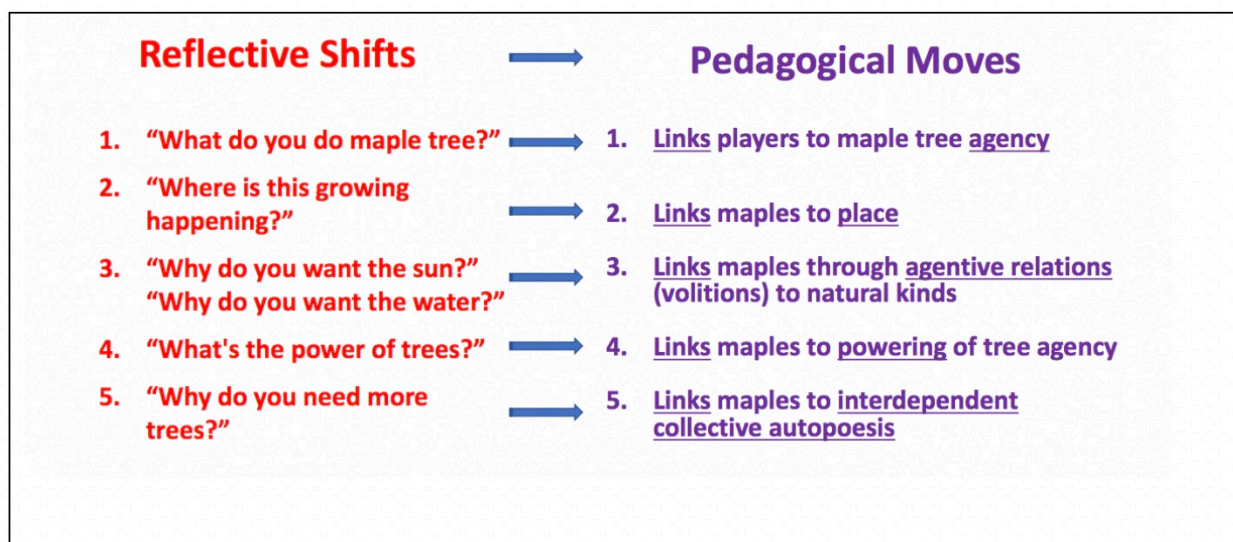 Reflective Shifts
Pedagogical Moves
1. “What do you do maple tree?”
1. Links players to maple tree agency
2. “Where is this growing
happening?”
2. Links maples to place
3. “Why do you want the sun?”
“Why do you want the water?”
3. Links maples through agentive relations
(volitions) to natural kinds
4. “What's the power of trees?”
4. Links maples to powering of tree agency
5. “Why do you need more
trees?”
5. Links maples to interdependent
collective autopoesis